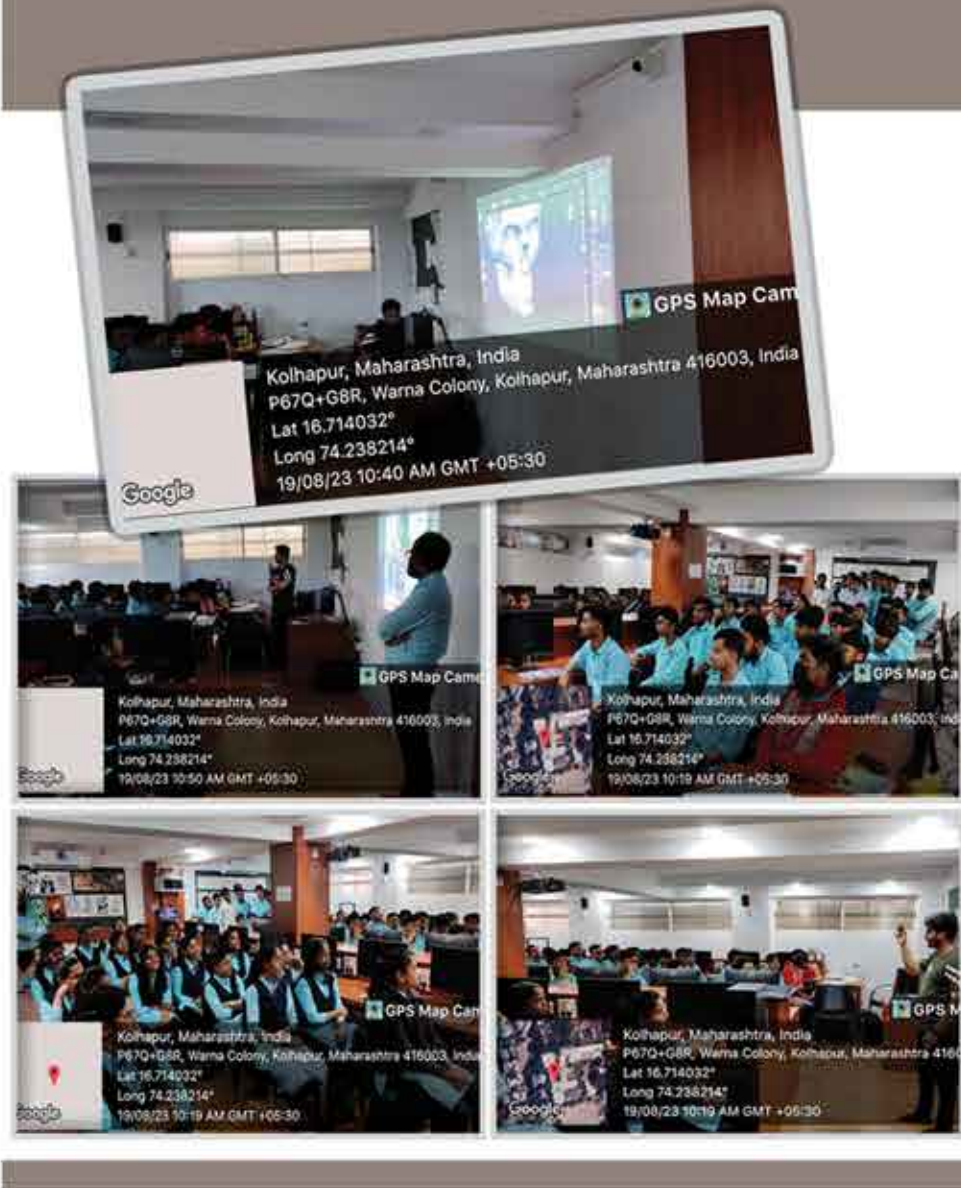 GPS Map Cam
Kolhapur, Maharashtra, India
P67Q+G8R, Warna Colony, Kolhapur, Maharashtra 416003, India
Lat 16.714032°
Long 74.238214°
19/08/23 10:40 AM GMT +05:30
Google
GPS Map Came
Kolhapur, Maharashtra, India
P67Q+G8R, Warna Colony, Kolhapur, Maharashtra 416003, India
Lat 16.714032°
Long 74.238214°
19/08/23 10:50 AM GMT +05:30
Google
GPS Map Ca
Kolhapur, Maharashtra, India
P67Q+G8R, Warna Colony, Kolhapur, Maharashtra 416003, Ind
Lat 16.714032°
Long 74.238214°
19/08/23 10:19 AM GMT +05:30
Google
GPS Map Cam
Kolhapur, Maharashtra, India
P67Q+G8R, Warna Colony, Kolhapur, Maharashtra 416003, India
Lat 16.714032°
Long 74.238214°
19/08/23 10:19 AM GMT +05:30
Google
GPS M
Kolhapur, Maharashtra, India
P67Q+G8R, Warna Colony, Kolhapur, Maharashtra 416
Lat 16.714032°
Long 74.238214°
19/08/23 10:19 AM GMT +05:30
Google